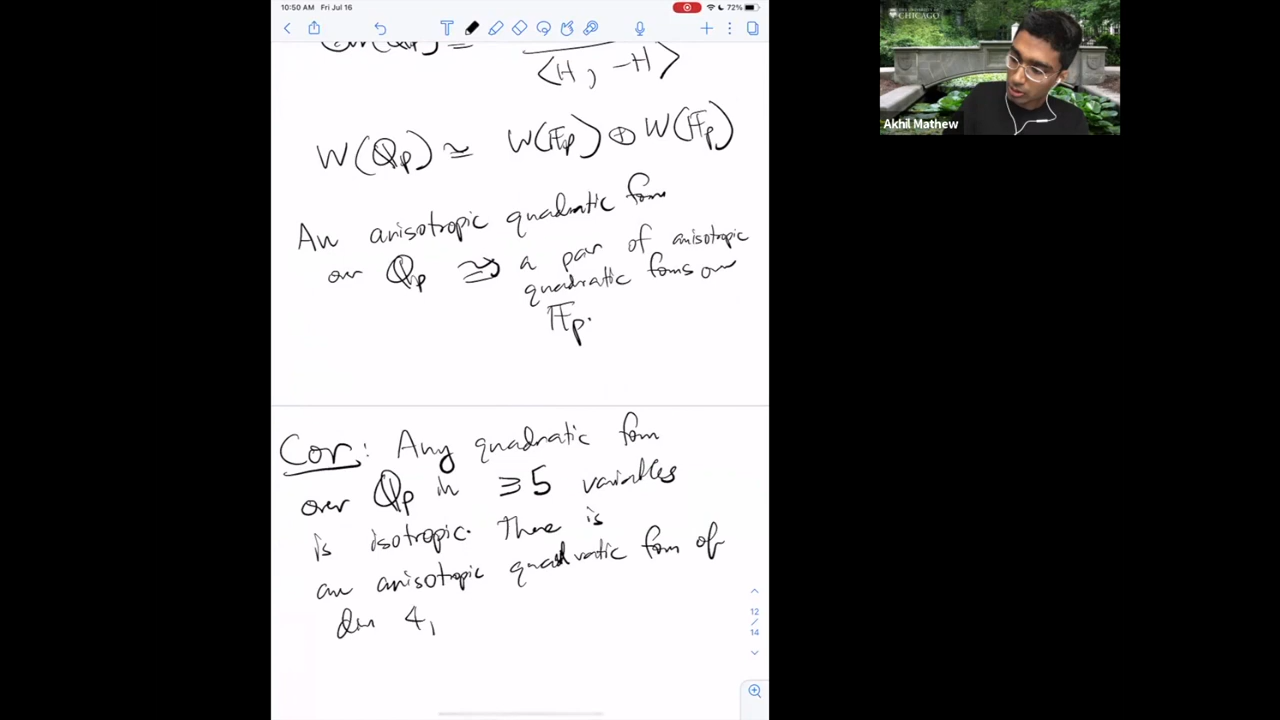 10:50 AM Fri Jul 16
72%
⟨H, −H⟩
W(ℚp) ≅ W(𝔽p) ⊕ W(𝔽p)
An anisotropic quadratic form
over ℚp ≅ a pair of anisotropic
quadratic forms over
𝔽p.
Cor: Any quadratic form
over ℚp in ≥5 variables
is isotropic. There is
an anisotropic quadratic form of
dim 4,
12
/
14
CHICAGO
Akhil Mathew